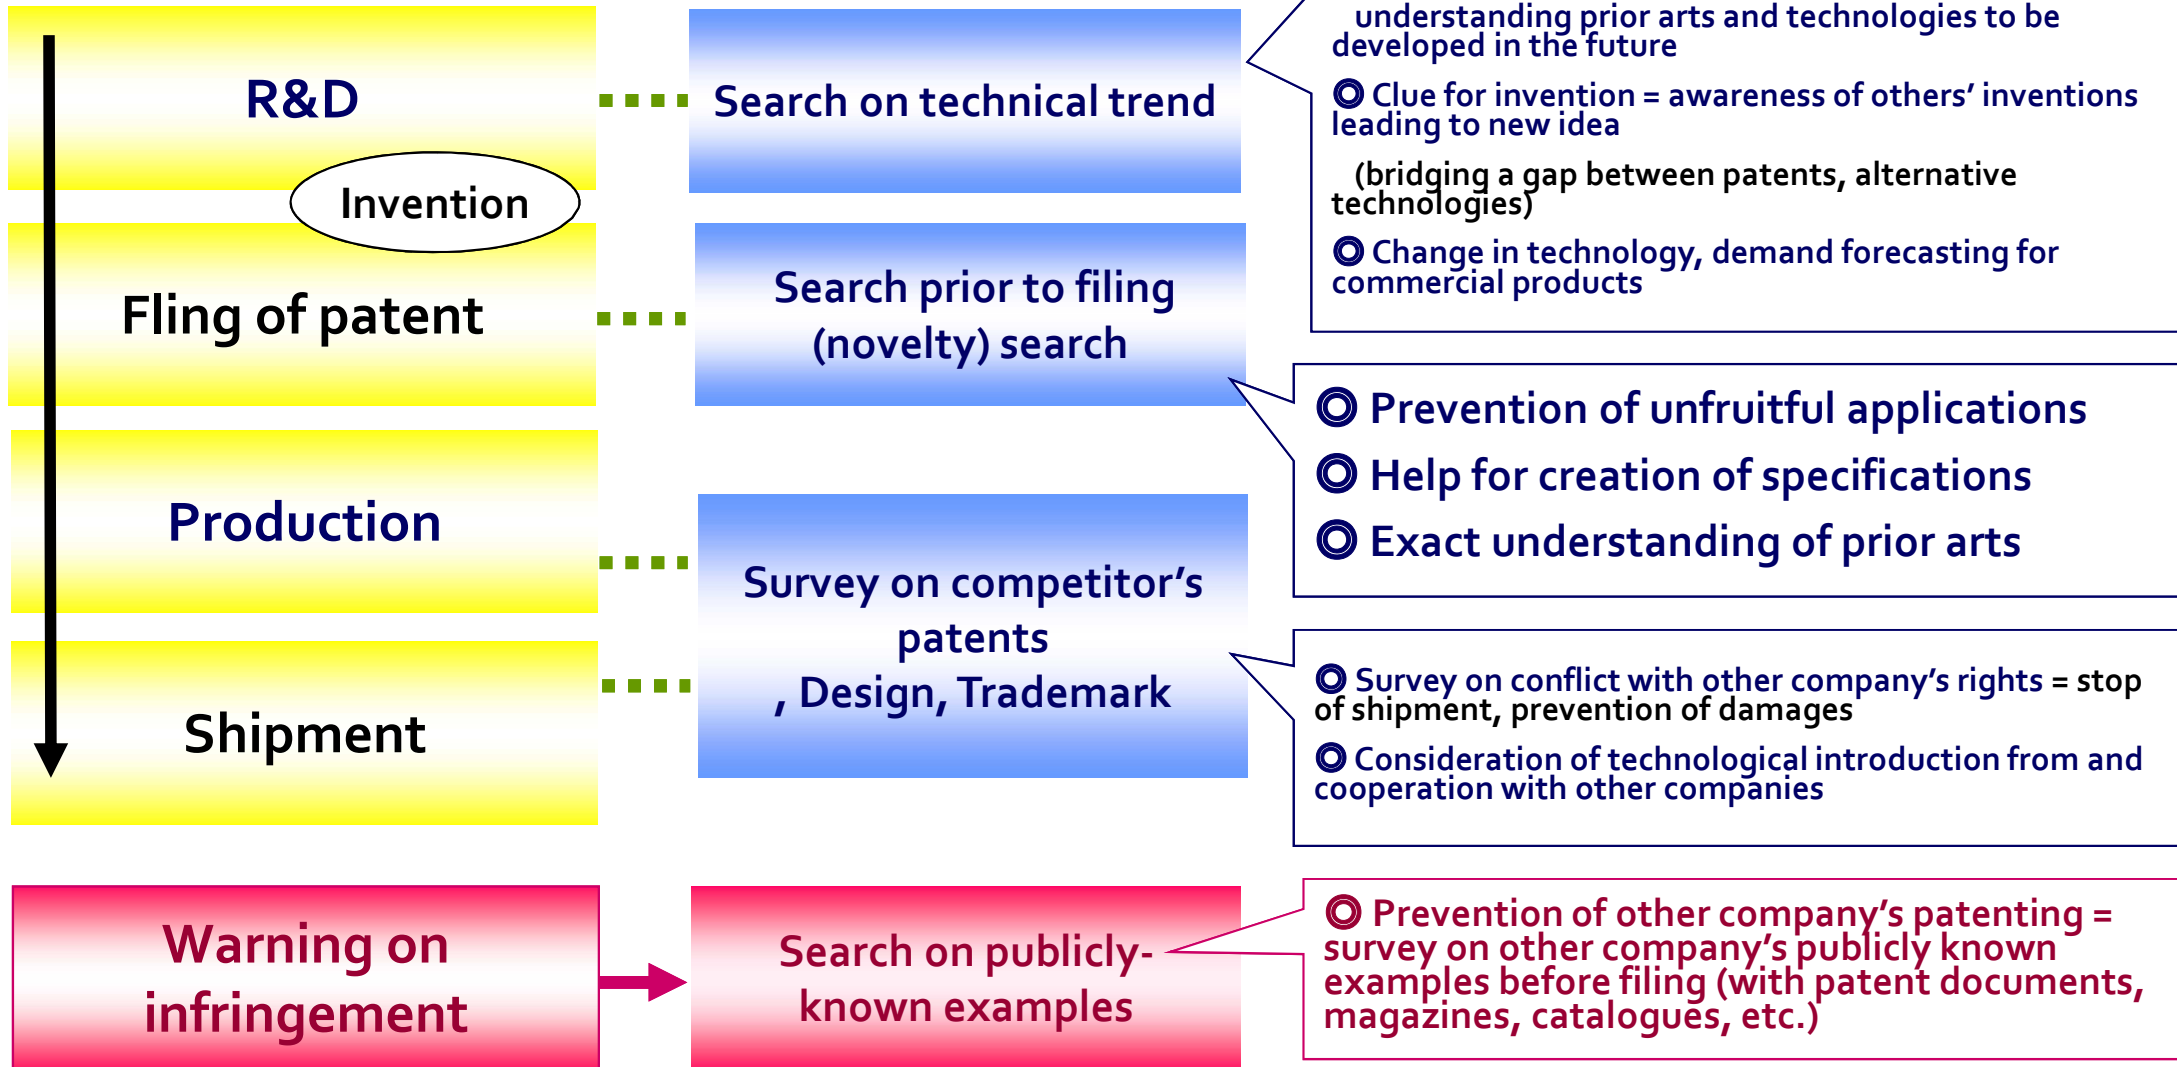 R&D
Invention
Fling of patent
Production
Shipment
Warning on
infringement
Search on technical trend
Search prior to filing
(novelty) search
Survey on competitor's
patents
, Design, Trademark
Search on publicly-
known examples
understanding prior arts and technologies to be
developed in the future
◎ Clue for invention = awareness of others' inventions
leading to new idea
(bridging a gap between patents, alternative
technologies)
◎ Change in technology, demand forecasting for
commercial products
◎ Prevention of unfruitful applications
◎ Help for creation of specifications
◎ Exact understanding of prior arts
◎ Survey on conflict with other company's rights = stop
of shipment, prevention of damages
◎ Consideration of technological introduction from and
cooperation with other companies
◎ Prevention of other company's patenting =
survey on other company's publicly known
examples before filing (with patent documents,
magazines, catalogues, etc.)